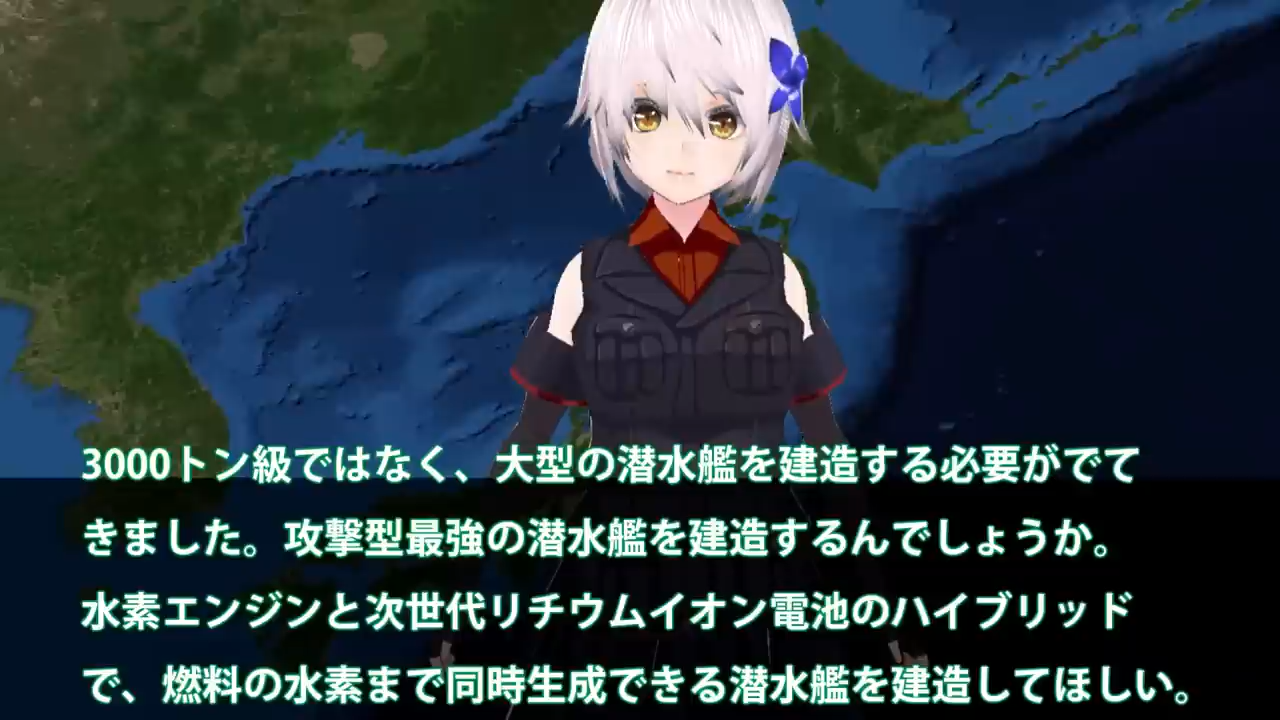 3000トン級ではなく、大型の潜水艦を建造する必要がでて
きました。攻撃型最強の潜水艦を建造するんでしょうか。
水素エンジンと次世代リチウムイオン電池のハイブリッド
で、燃料の水素まで同時生成できる潜水艦を建造してほしい。